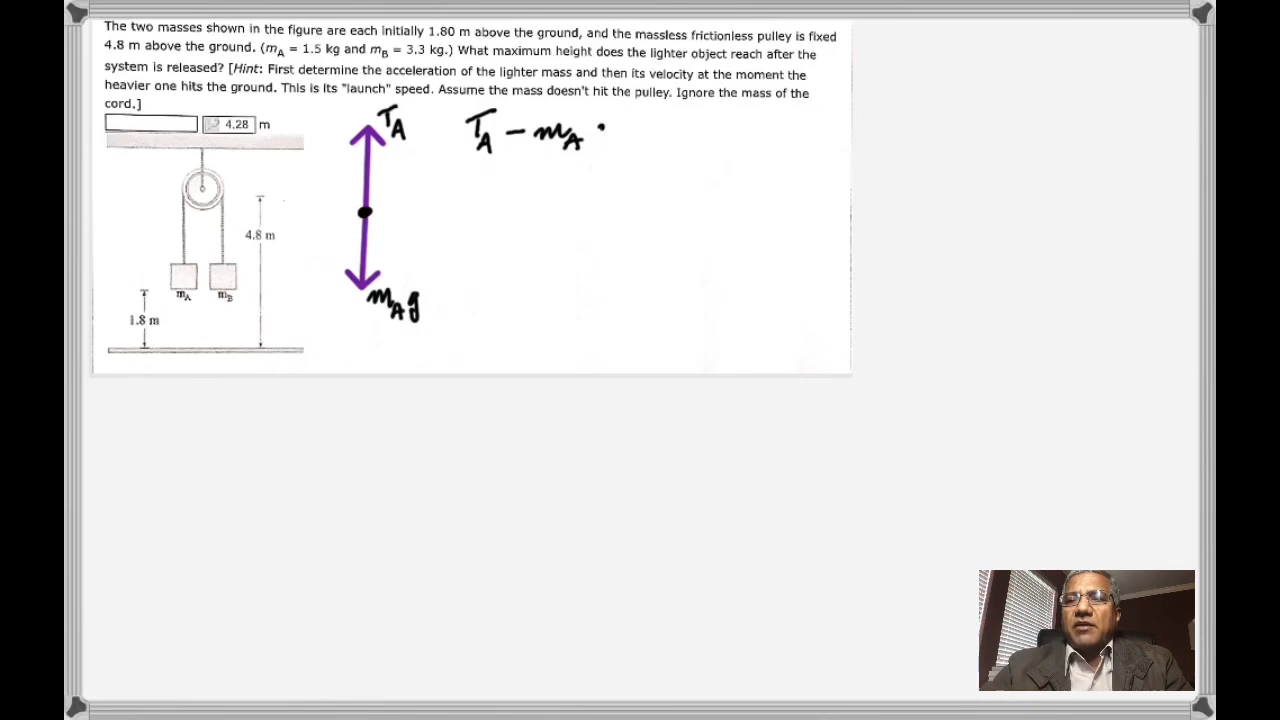 The two masses shown in the figure are each initially 1.80 m above the ground, and the massless frictionless pulley is fixed
4.8 m above the ground. (mA = 1.5 kg and mB = 3.3 kg.) What maximum height does the lighter object reach after the
system is released? [Hint: First determine the acceleration of the lighter mass and then its velocity at the moment the
heavier one hits the ground. This is its "launch" speed. Assume the mass doesn't hit the pulley. Ignore the mass of the
cord.]
4.28 m
TA
TA - mA
4.8 m
mA mB
mAg
1.8 m